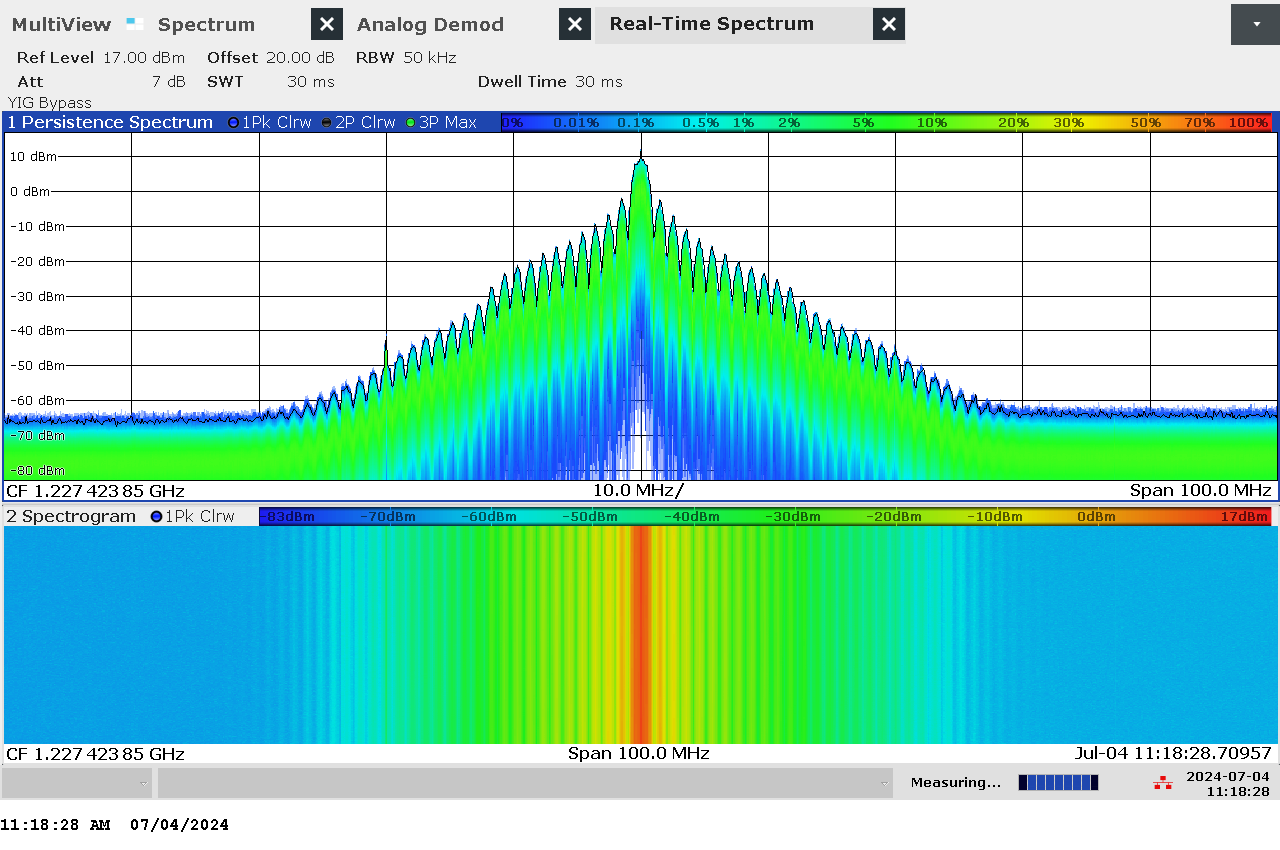 MultiView Spectrum Analog Demod Real-Time Spectrum
Ref Level 17.00 dBm Offset 20.00 dB RBW 50 kHz
Att 7 dB SWT 30 ms Dwell Time 30 ms
YIG Bypass
1 Persistence Spectrum 1Pk Clrw 2P Clrw 3P Max 0% 0.01% 0.1% 0.5% 1% 2% 5% 10% 20% 30% 50% 70% 100%
10 dBm
0 dBm
-10 dBm
-20 dBm
-30 dBm
-40 dBm
-50 dBm
-60 dBm
-70 dBm
-80 dBm
CF 1.227 423 85 GHz 10.0 MHz/ Span 100.0 MHz
2 Spectrogram 1Pk Clrw -83dBm -70dBm -60dBm -50dBm -40dBm -30dBm -20dBm -10dBm 0dBm 17dBm
CF 1.227 423 85 GHz Span 100.0 MHz Jul-04 11:18:28.70957
Measuring... 2024-07-04
11:18:28
11:18:28 AM 07/04/2024